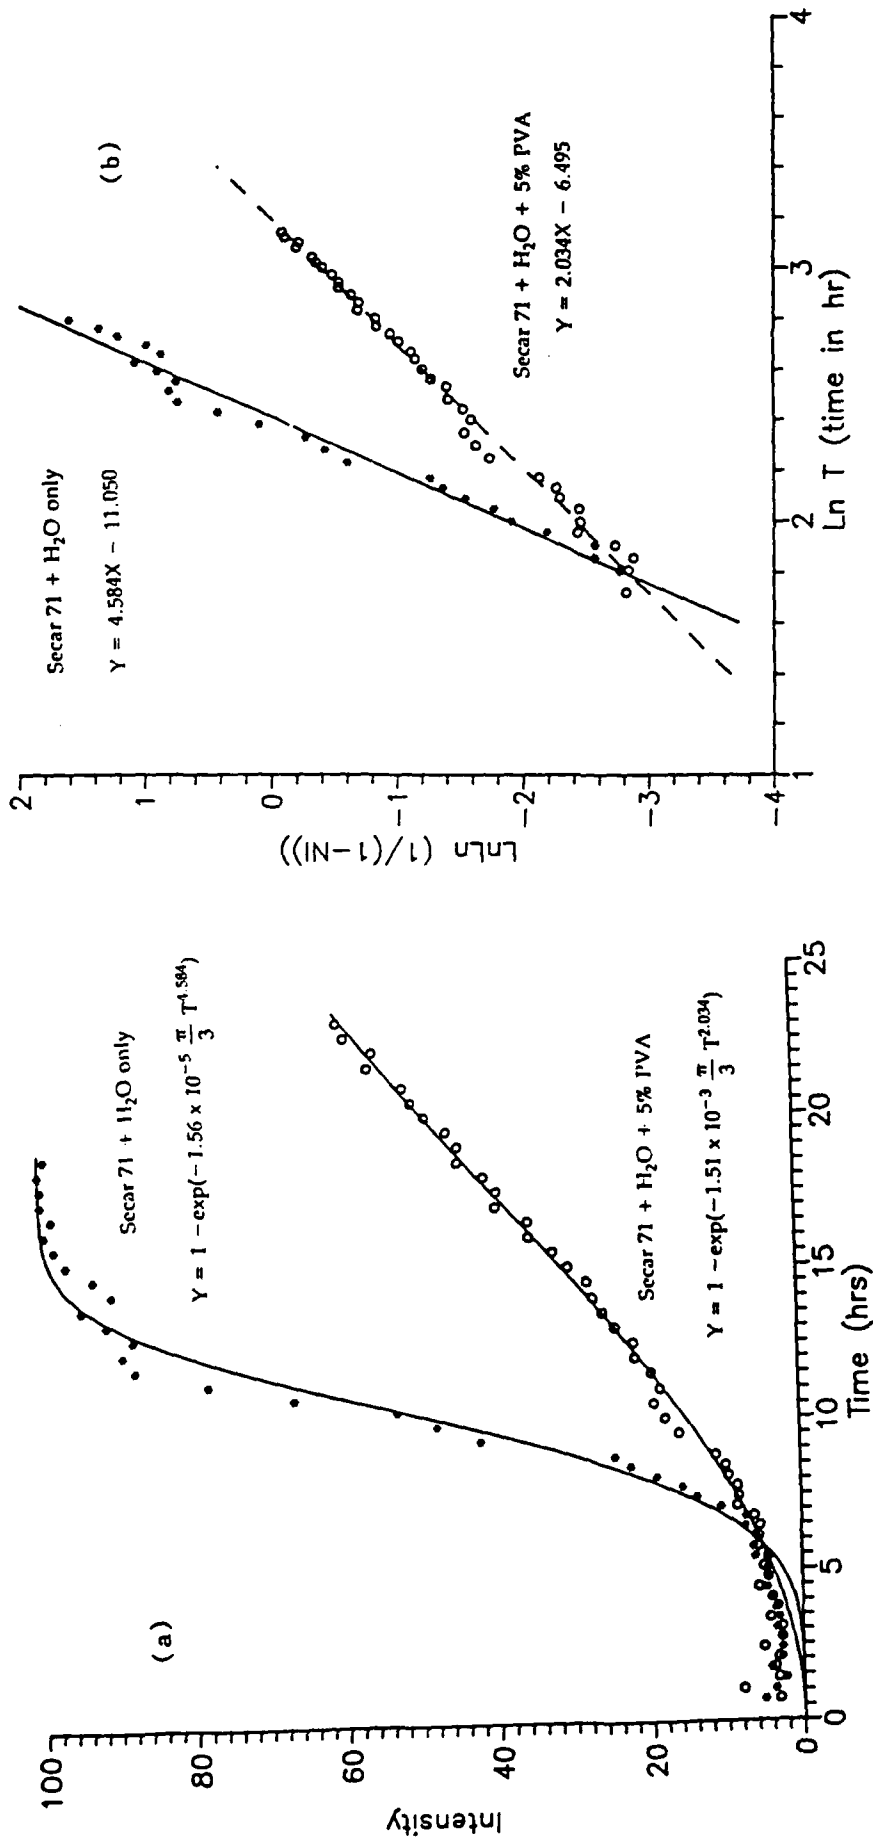 (a)
Intensity
100
80
60
40
20
0
0
5
10
15
20
25
Time (hrs)
Secar 71 + H₂O only
Y = 1 −exp(−1.56 x 10⁻⁵ π/3 T⁴·⁵⁸⁴)
Secar 71 + H₂O + 5% PVA
Y = 1 −exp(−1.51 x 10⁻³ π/3 T²·⁰³⁴)
(b)
LnLn (1/(1−NI))
2
1
0
−1
−2
−3
−4
1
2
3
4
Ln T (time in hr)
Secar 71 + H₂O only
Y = 4.584X − 11.050
Secar 71 + H₂O + 5% PVA
Y = 2.034X − 6.495